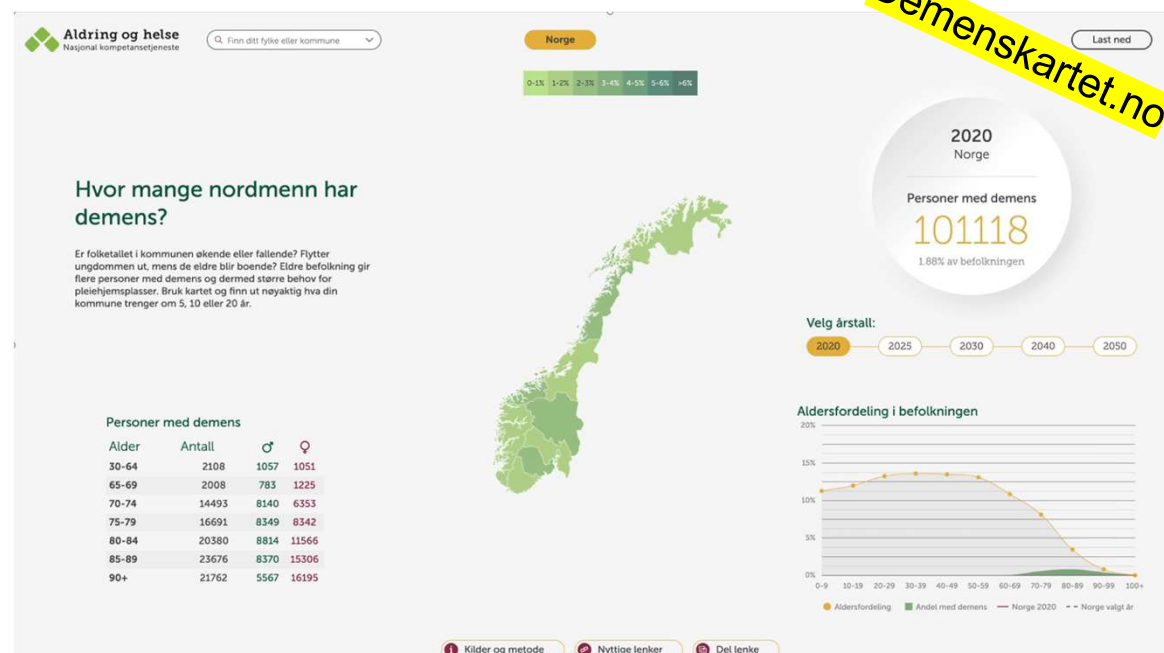 Demenskartet.no
Aldring og helse
Nasjonal kompetansetjeneste
Finn ditt fylke eller kommune
Norge
Last ned
0-1% 1-2% 2-3% 3-4% 4-5% 5-6% >6%
2020
Norge
Personer med demens
101118
1.88% av befolkningen
Hvor mange nordmenn har
demens?
Er folketallet i kommunen økende eller fallende? Flytter
ungdommen ut, mens de eldre blir boende? Eldre befolkning gir
flere personer med demens og dermed større behov for
pleiehjemsplasser. Bruk kartet og finn ut nøyaktig hva din
kommune trenger om 5, 10 eller 20 år.
Velg årstall:
2020 2025 2030 2040 2050
Personer med demens
Alder Antall ♂ ♀
30-64 2108 1057 1051
65-69 2008 783 1225
70-74 14493 8140 6353
75-79 16691 8349 8342
80-84 20380 8814 11566
85-89 23676 8370 15306
90+ 21762 5567 16195
Aldersfordeling i befolkningen
20%
15%
10%
5%
0%
0-9 10-19 20-29 30-39 40-49 50-59 60-69 70-79 80-89 90-99 100+
Aldersfordeling Andel med demens Norge 2020 Norge valgt år
Kilder og metode Nyttige lenker Del lenke